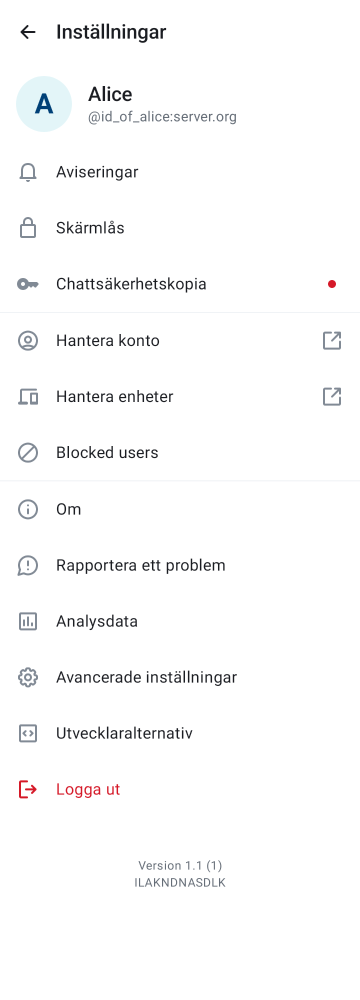 Inställningar
A
Alice
@id_of_alice:server.org
Aviseringar
Skärmlås
Chattsäkerhetskopia
Hantera konto
Hantera enheter
Blocked users
Om
Rapportera ett problem
Analysdata
Avancerade inställningar
Utvecklaralternativ
Logga ut
Version 1.1 (1)
ILAKNDNASDLK